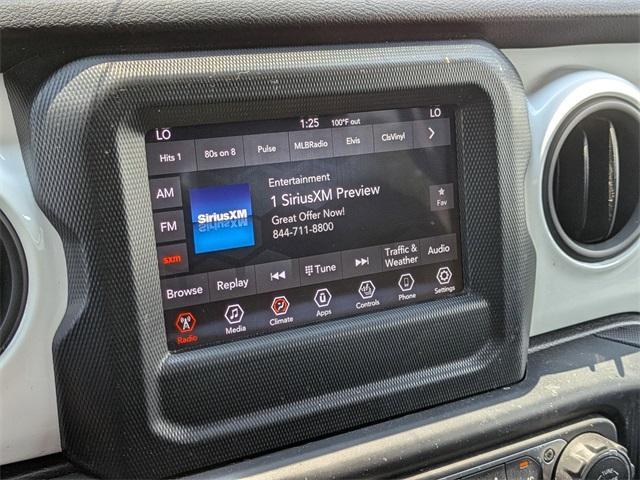 LO 1:25 100°F out LO
Hits 1 80s on 8 Pulse MLBRadio Elvis ClsVinyl
AM
FM
sxm
SiriusXM
Entertainment
1 SiriusXM Preview
Great Offer Now!
844-711-8800
Fav
Browse Replay Tune Traffic & Weather Audio
Radio Media Climate Apps Controls Phone Settings
TUNE